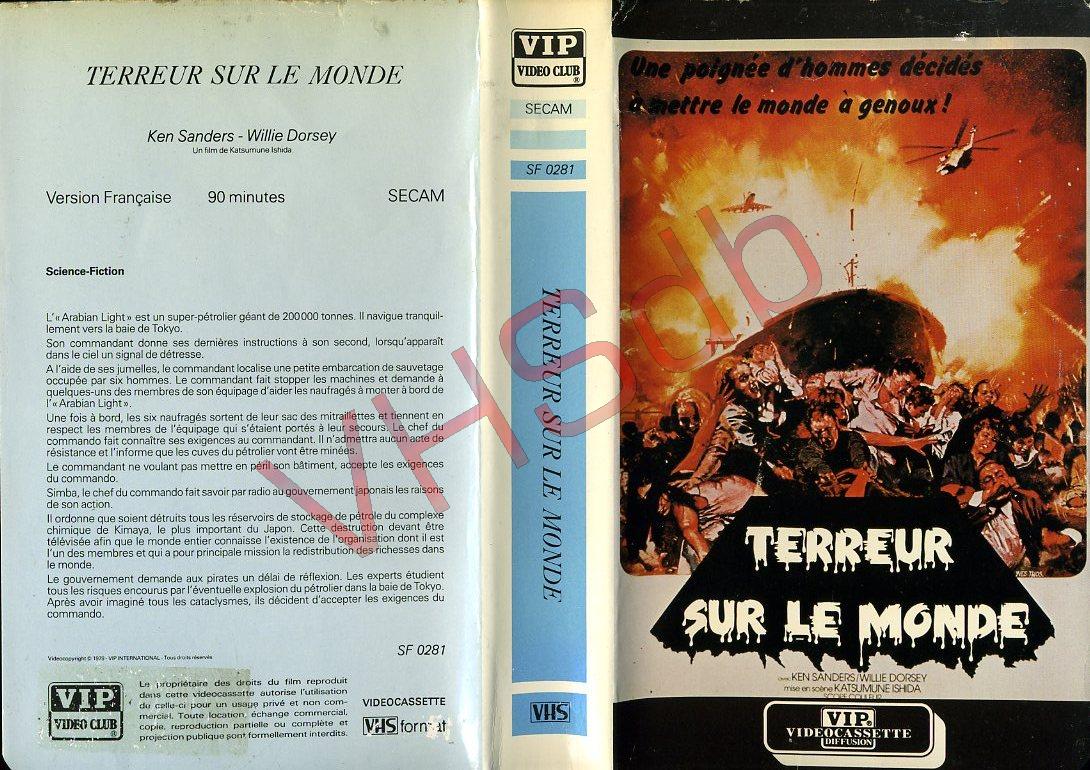 TERREUR SUR LE MONDE
Ken Sanders - Willie Dorsey
Un film de Katsumune Ishida
Version Française 90 minutes SECAM
Science-Fiction
L'« Arabian Light » est un super-pétrolier géant de 200000 tonnes. Il navigue tranquil-
lement vers la baie de Tokyo.
Son commandant donne ses dernières instructions à son second, lorsqu'apparaît
dans le ciel un signal de détresse.
A l'aide de ses jumelles, le commandant localise une petite embarcation de sauvetage
occupée par six hommes. Le commandant fait stopper les machines et demande à
quelques-uns des membres de son équipage d'aider les naufragés à monter à bord de
l'« Arabian Light ».
Une fois à bord, les six naufragés sortent de leur sac des mitraillettes et tiennent en
respect les membres de l'équipage qui s'étaient portés à leur secours. Le chef du
commando fait connaître ses exigences au commandant. Il n'admettra aucun acte de
résistance et l'informe que les cuves du pétrolier vont être minées.
Le commandant ne voulant pas mettre en péril son bâtiment, accepte les exigences
du commando.
Simba, le chef du commando fait savoir par radio au gouvernement japonais les raisons
de son action.
Il ordonne que soient détruits tous les réservoirs de stockage de pétrole du complexe
chimique de Kimaya, le plus important du Japon. Cette destruction devant être
télévisée afin que le monde entier connaisse l'existence de l'organisation dont il est
l'un des membres et qui a pour principale mission la redistribution des richesses dans
le monde.
Le gouvernement demande aux pirates un délai de réflexion. Les experts étudient
tous les risques encourus par l'éventuelle explosion du pétrolier dans la baie de Tokyo.
Après avoir imaginé tous les cataclysmes, ils décident d'accepter les exigences du
commando.
SF 0281
Videocopyright © 1979 - VIP INTERNATIONAL - Tous droits réservés
VIP
VIDEO CLUB
®
Le propriétaire des droits du film reproduit
dans cette videocassette autorise l'utilisation
de celle-ci pour un usage privé et non com-
mercial. Toute location, échange commercial,
copie, reproduction partielle ou complète et
projection publique sont formellement interdits.
VIDEOCASSETTE
VHS format
VIP
VIDEO CLUB
®
SECAM
SF 0281
TERREUR SUR LE MONDE
VHS
Une poignée d'hommes décidés
à mettre le monde à genoux !
YVES THOS
TERREUR
SUR LE MONDE
avec KEN SANDERS/WILLIE DORSEY
mise en scène KATSUMUNE ISHIDA
SCOPE COULEUR
VIP
VIDEOCASSETTE
DIFFUSION
VHSdb